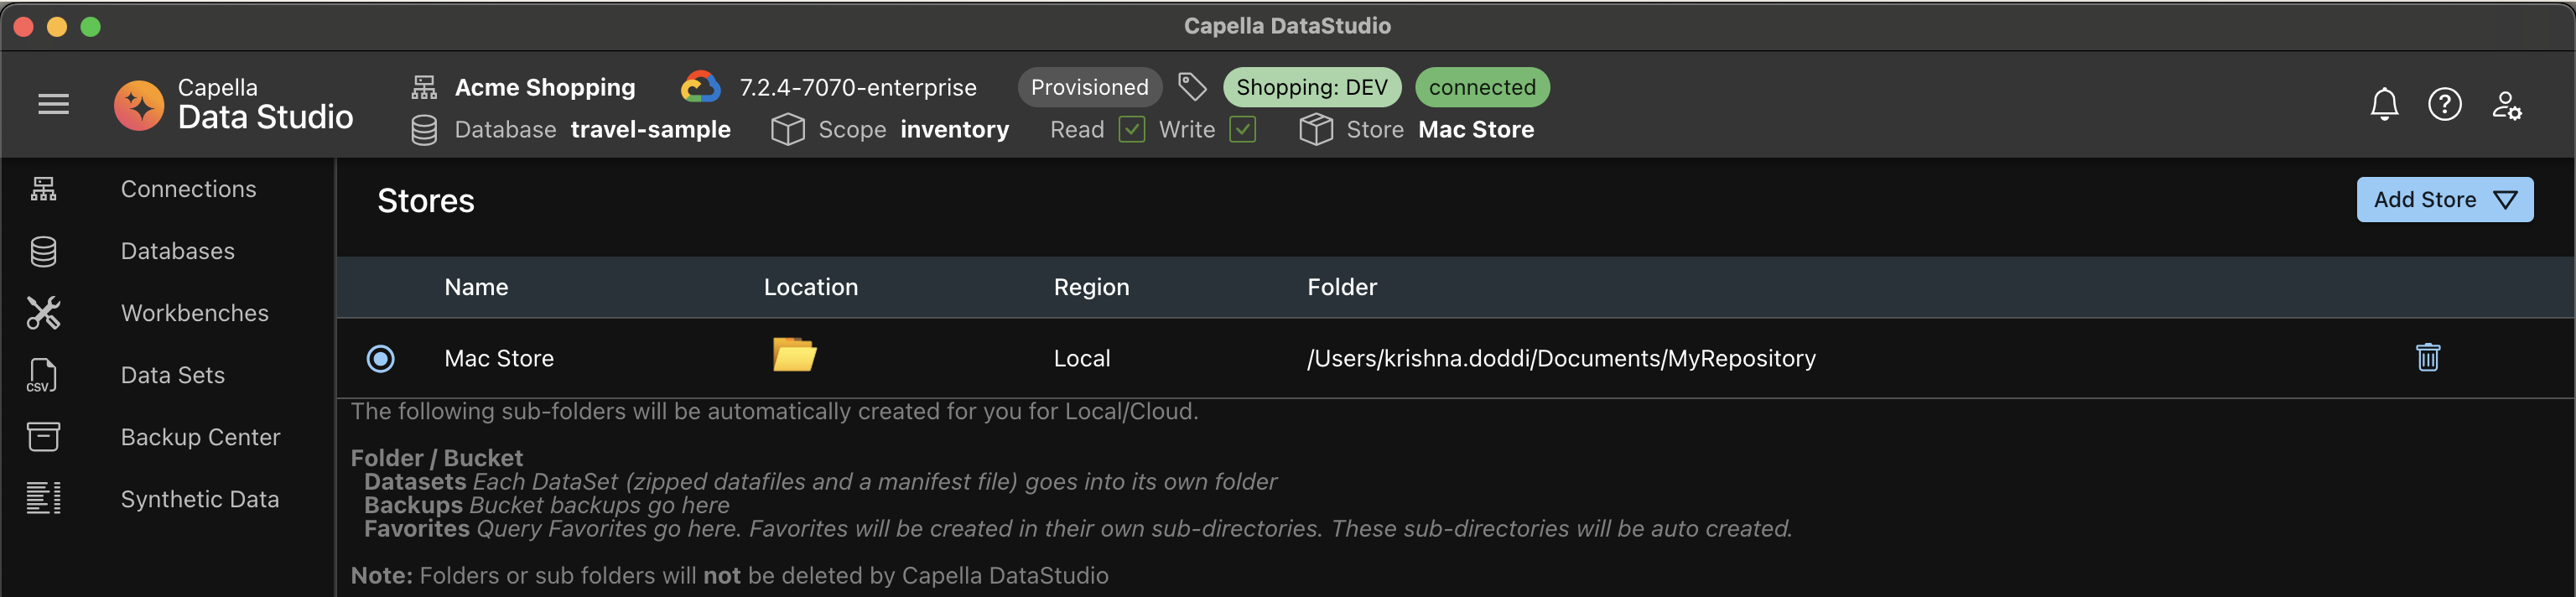 Capella DataStudio
Capella
Data Studio
Acme Shopping 7.2.4-7070-enterprise Provisioned Shopping: DEV connected
Database travel-sample Scope inventory Read Write Store Mac Store
Connections
Databases
Workbenches
CSV Data Sets
Backup Center
Synthetic Data
Stores
Add Store
Name Location Region Folder
Mac Store Local /Users/krishna.doddi/Documents/MyRepository
The following sub-folders will be automatically created for you for Local/Cloud.
Folder / Bucket
Datasets Each DataSet (zipped datafiles and a manifest file) goes into its own folder
Backups Bucket backups go here
Favorites Query Favorites go here. Favorites will be created in their own sub-directories. These sub-directories will be auto created.
Note: Folders or sub folders will not be deleted by Capella DataStudio